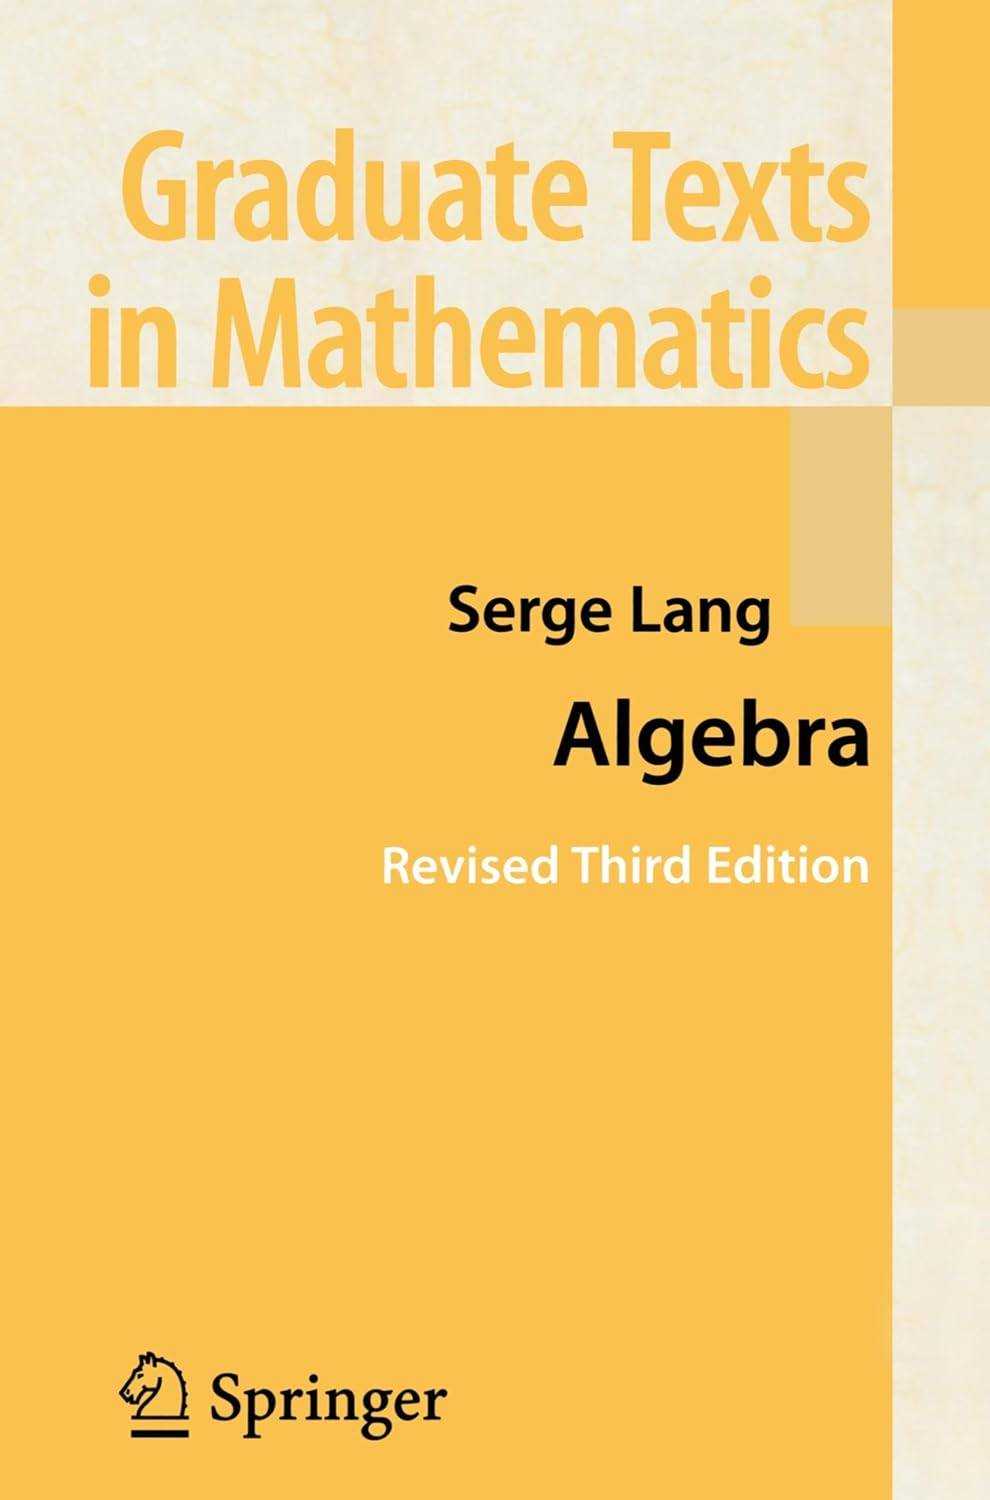 Graduate Texts
in Mathematics
Serge Lang
Algebra
Revised Third Edition
Springer